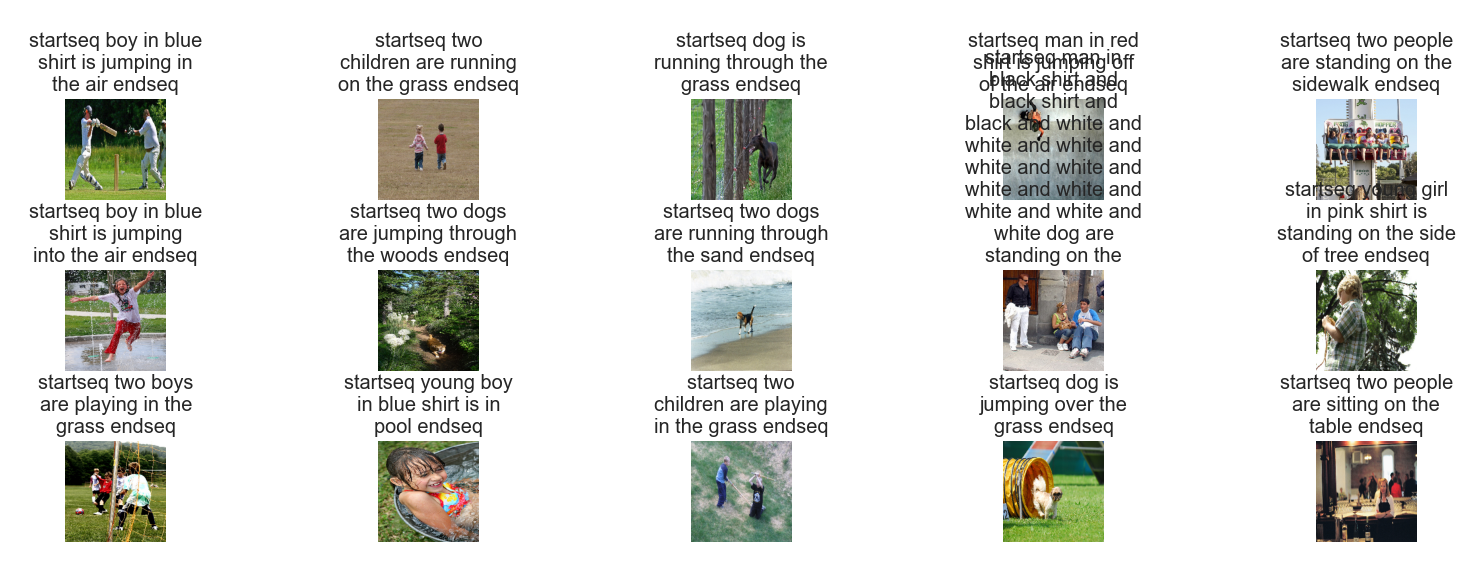 startseq boy in blue
shirt is jumping in
the air endseq
startseq two
children are running
on the grass endseq
startseq dog is
running through the
grass endseq
startseq man in red
shirt is jumping off
of the air endseq
startseq two people
are standing on the
sidewalk endseq
startseq boy in blue
shirt is jumping
into the air endseq
startseq two dogs
are jumping through
the woods endseq
startseq two dogs
are running through
the sand endseq
startseq man in
black shirt and
black shirt and
black and white and
white and white and
white and white and
white and white and
white and white and
white dog are
standing on the
startseq young girl
in pink shirt is
standing on the side
of tree endseq
startseq two boys
are playing in the
grass endseq
startseq young boy
in blue shirt is in
pool endseq
startseq two
children are playing
in the grass endseq
startseq dog is
jumping over the
grass endseq
startseq two people
are sitting on the
table endseq